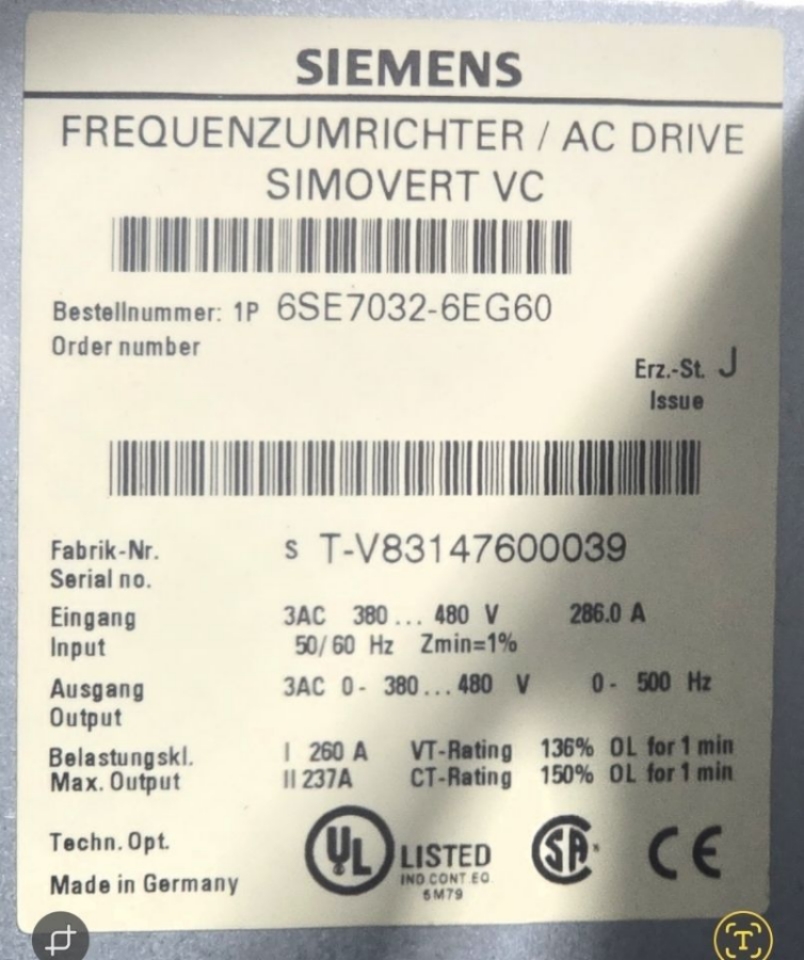 SIEMENS
FREQUENZUMRICHTER / AC DRIVE
SIMOVERT VC
Bestellnummer: 1P 6SE7032-6EG60
Order number
Erz.-St. J
Issue
Fabrik-Nr. S T-V83147600039
Serial no.
Eingang 3AC 380... 480 V 286.0 A
Input 50/60 Hz Zmin=1%
Ausgang 3AC 0- 380...480 V 0- 500 Hz
Output
Belastungskl. I 260 A VT-Rating 136% OL for 1 min
Max. Output II 237A CT-Rating 150% OL for 1 min
Techn. Opt.
UL LISTED SA CE
IND.CONT.EQ.
5M79
Made in Germany